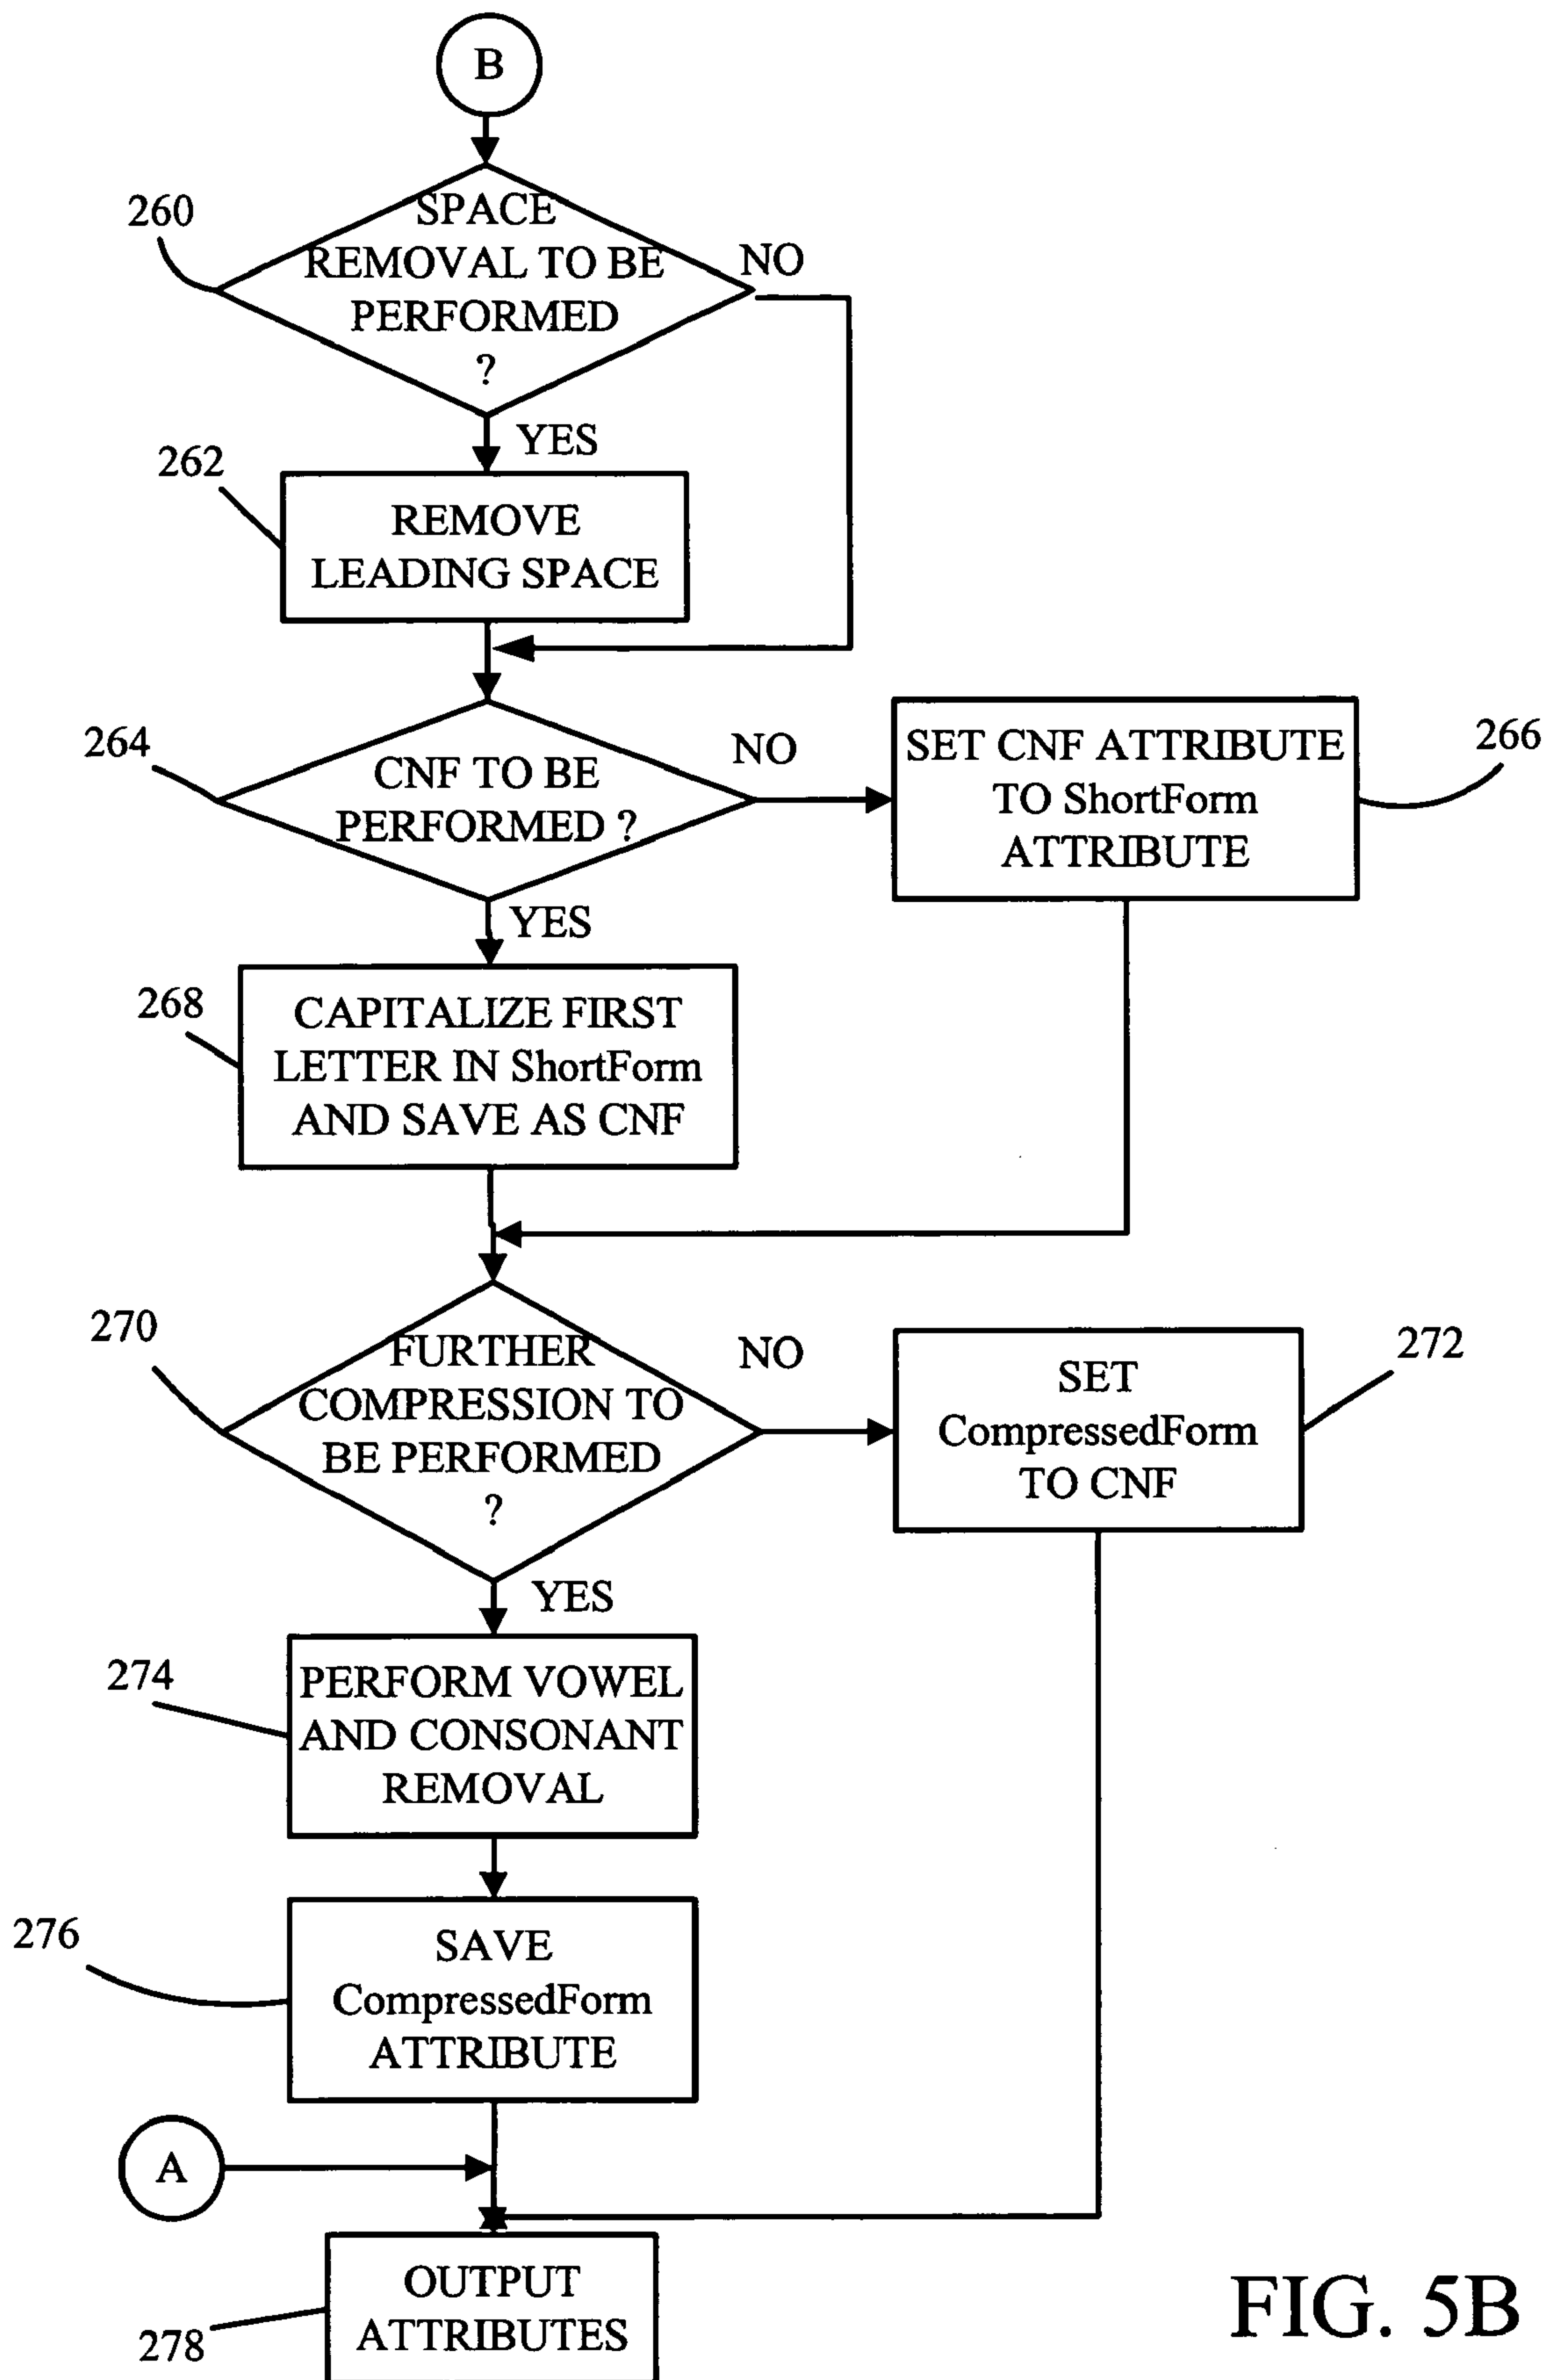 B
260
SPACE
REMOVAL TO BE
PERFORMED
?
NO
YES
262
REMOVE
LEADING SPACE
264
CNF TO BE
PERFORMED ?
NO
266
SET CNF ATTRIBUTE
TO ShortForm
ATTRIBUTE
YES
268
CAPITALIZE FIRST
LETTER IN ShortForm
AND SAVE AS CNF
270
FURTHER
COMPRESSION TO
BE PERFORMED
?
NO
272
SET
CompressedForm
TO CNF
YES
274
PERFORM VOWEL
AND CONSONANT
REMOVAL
276
SAVE
CompressedForm
ATTRIBUTE
A
278
OUTPUT
ATTRIBUTES
FIG. 5B